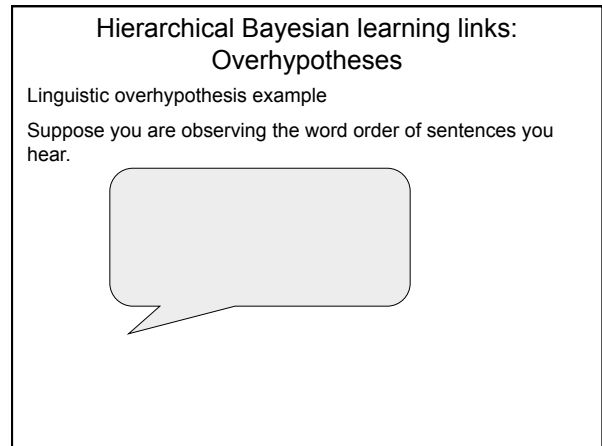 Hierarchical Bayesian learning links:
Overhypotheses
Linguistic overhypothesis example
Suppose you are observing the word order of sentences you
hear.